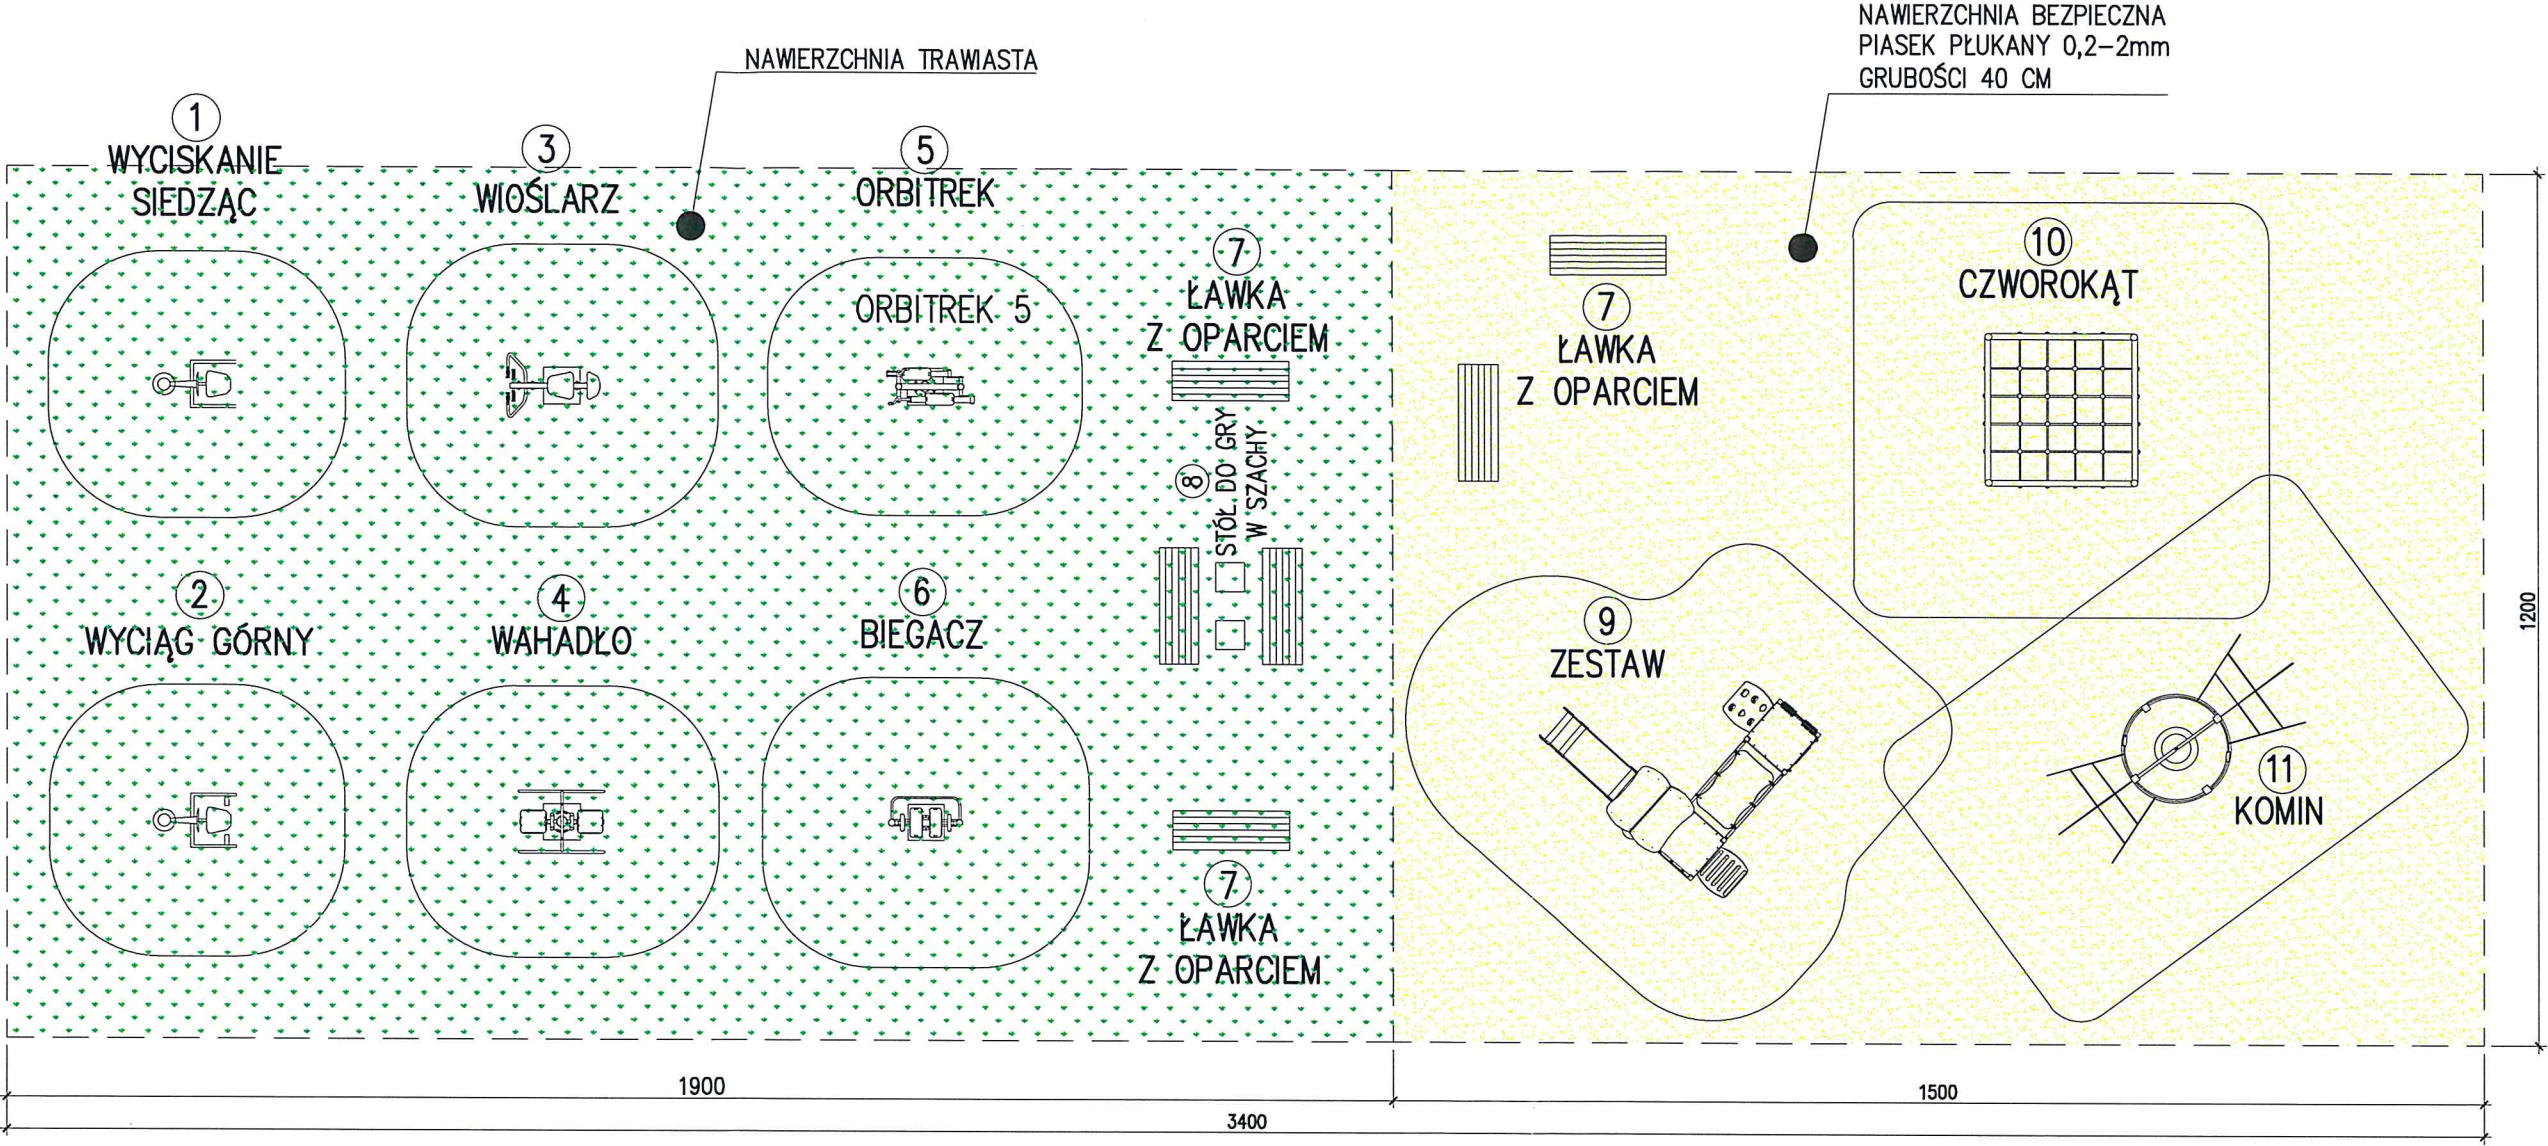 NAWIERZCHNIA BEZPIECZNA
PIASEK PŁUKANY 0,2-2mm
GRUBOŚCI 40 CM
NAWIERZCHNIA TRAWIASTA
1
WYCISKANIE
SIEDZĄC
3
WIOŚLARZ
5
ORBITREK
ORBITREK 5
7
ŁAWKA
Z OPARCIEM
7
ŁAWKA
Z OPARCIEM
10
CZWOROKĄT
8
STÓŁ DO GRY
W SZACHY
2
WYCIĄG GÓRNY
4
WAHADŁO
6
BIEGACZ
9
ZESTAW
11
KOMIN
7
ŁAWKA
Z OPARCIEM
1200
1900
1500
3400